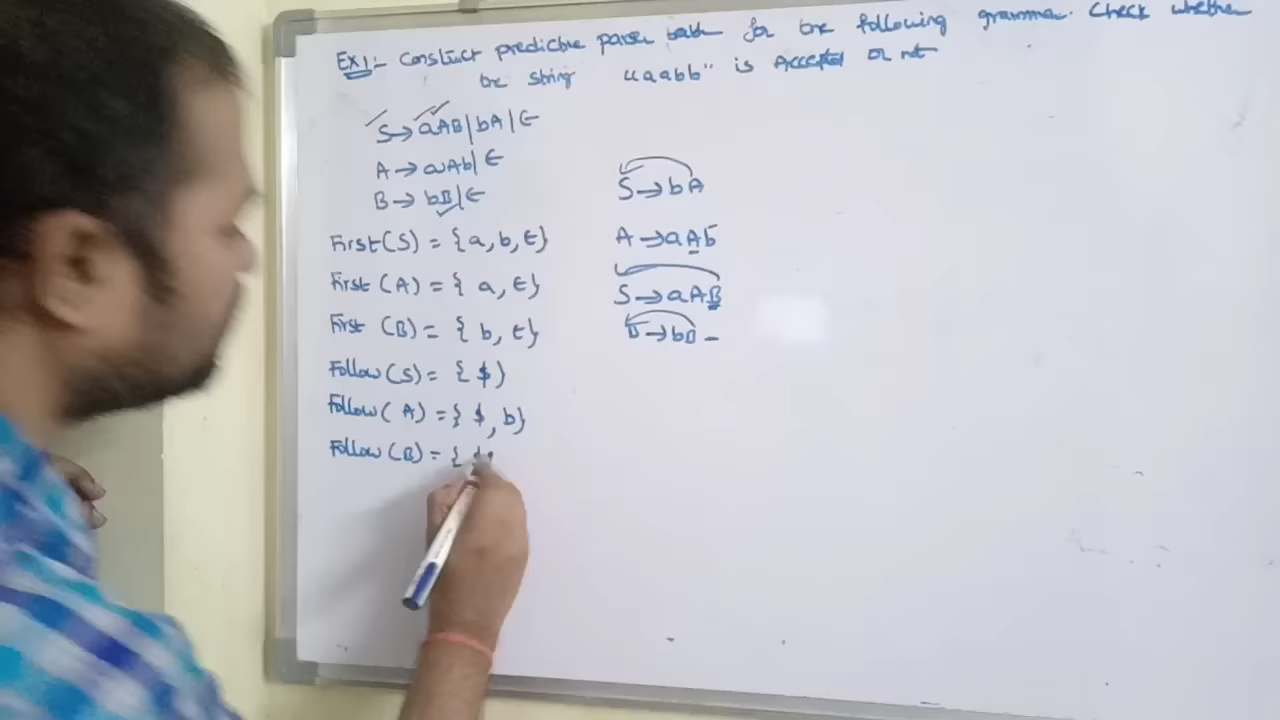 Ex1:- Construct predictive parser table for the following grammar. Check whether
the string "aabb" is Accepted or not
S→aAB|bA|∈
A→aAb|∈
B→bB|∈
First(S) = {a, b, ∈}
First (A) = { a, ∈}
First (B) = { b, ∈}
Follow(S) = { $ }
Follow( A) = { $, b}
Follow(B) = { $
S→bA
A→aAb
S→aAB
B→bB